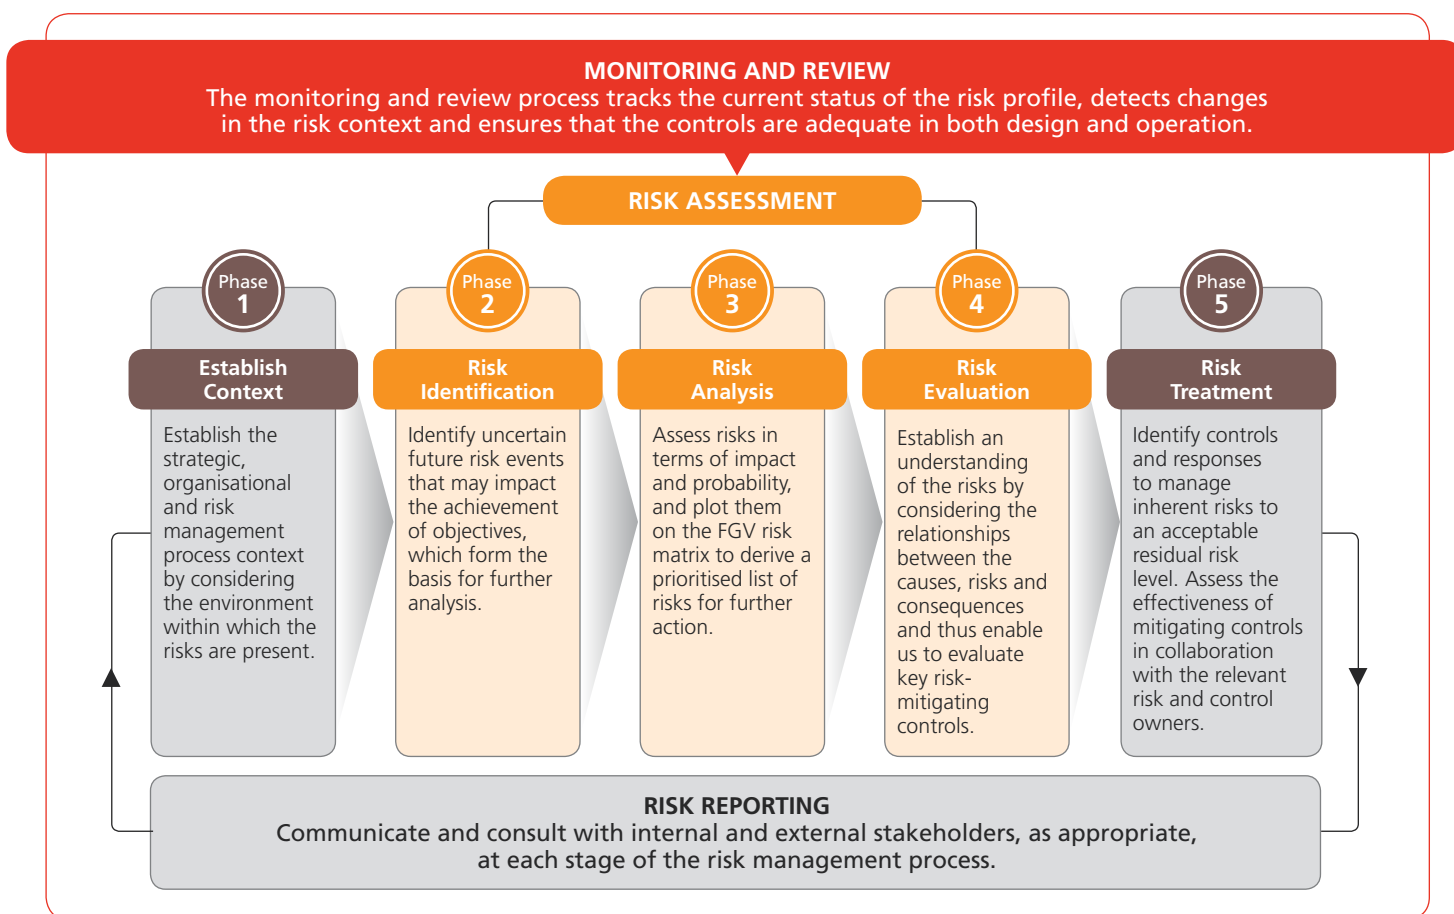 MONITORING AND REVIEW
The monitoring and review process tracks the current status of the risk profile, detects changes
in the risk context and ensures that the controls are adequate in both design and operation.
RISK ASSESSMENT
Phase
1
Establish
Context
Establish the
strategic,
organisational
and risk
management
process context
by considering
the environment
within which the
risks are present.
Phase
2
Risk
Identification
Identify uncertain
future risk events
that may impact
the achievement
of objectives,
which form the
basis for further
analysis.
Phase
3
Risk
Analysis
Assess risks in
terms of impact
and probability,
and plot them
on the FGV risk
matrix to derive a
prioritised list of
risks for further
action.
Phase
4
Risk
Evaluation
Establish an
understanding
of the risks by
considering the
relationships
between the
causes, risks and
consequences
and thus enable
us to evaluate
key risk-
mitigating
controls.
Phase
5
Risk
Treatment
Identify controls
and responses
to manage
inherent risks to
an acceptable
residual risk
level. Assess the
effectiveness of
mitigating controls
in collaboration
with the relevant
risk and control
owners.
RISK REPORTING
Communicate and consult with internal and external stakeholders, as appropriate,
at each stage of the risk management process.